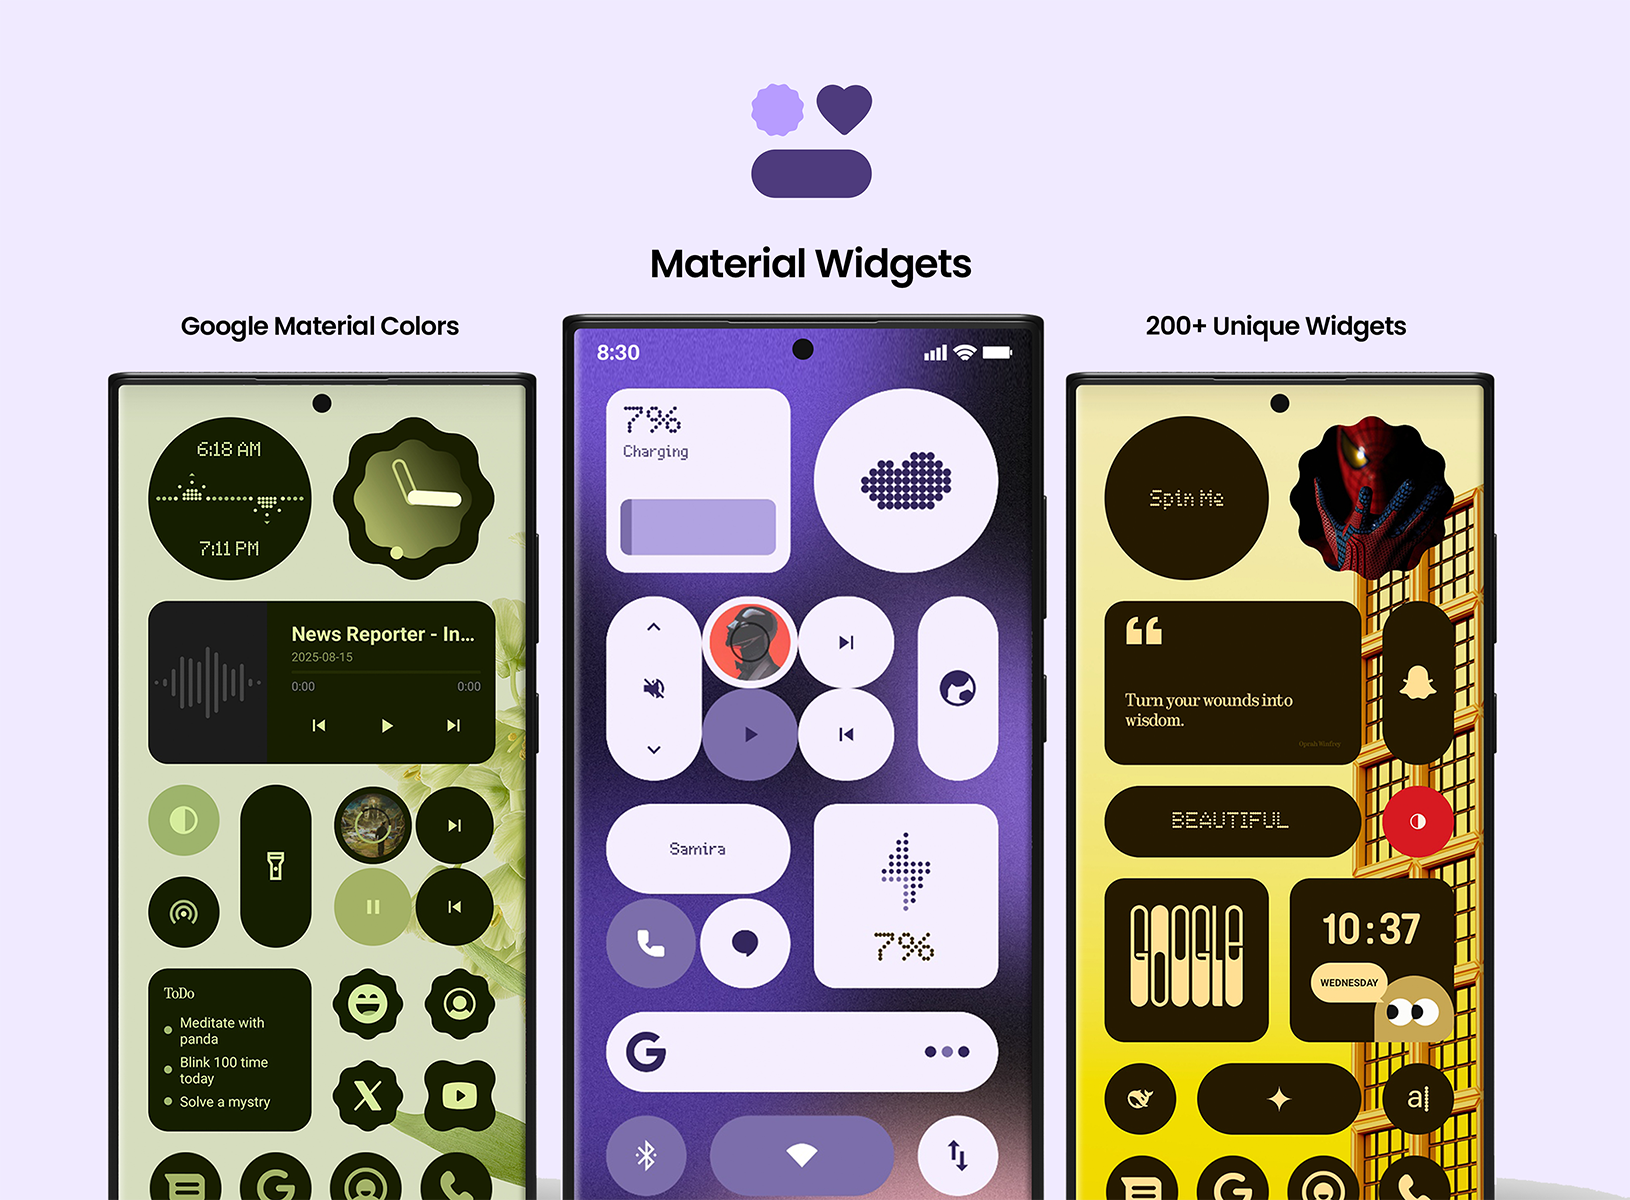 Material Widgets
Google Material Colors
200+ Unique Widgets
6:18 AM
7:11 PM
News Reporter - In...
2025-08-15
0:00
0:00
ToDo
Meditate with
panda
Blink 100 time
today
Solve a mystry
8:30
7%
Charging
Samira
7%
Spin Me
Turn your wounds into
wisdom.
Oprah Winfrey
BEAUTIFUL
GOOGLE
10:37
WEDNESDAY
ai